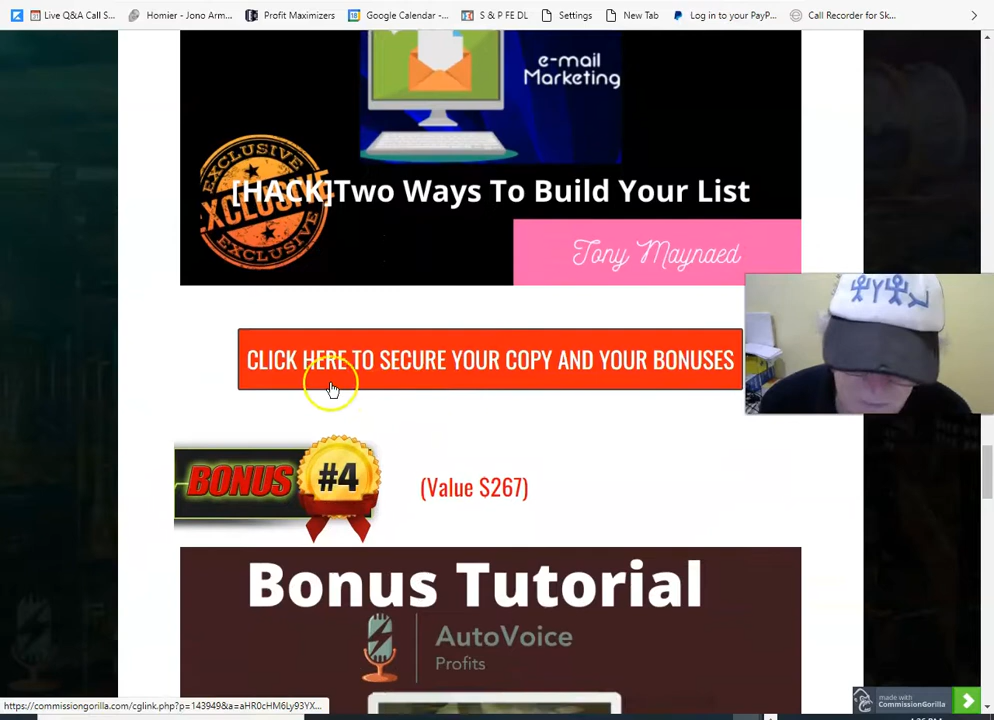 Live Q&A Call S...
Homier - Jono Arm...
Profit Maximizers
Google Calendar -...
S & P FE DL
Settings
New Tab
Log in to your PayP...
Call Recorder for Sk...
e-mail
Marketing
EXCLUSIVE
EXCLUSIVE
[HACK]Two Ways To Build Your List
Tony Maynaed
CLICK HERE TO SECURE YOUR COPY AND YOUR BONUSES
BONUS #4
(Value $267)
Bonus Tutorial
AutoVoice
Profits
made with
CommissionGorilla
https://commissiongorilla.com/cglink.php?p=143949&a=aHR0cHM6Ly93YX...